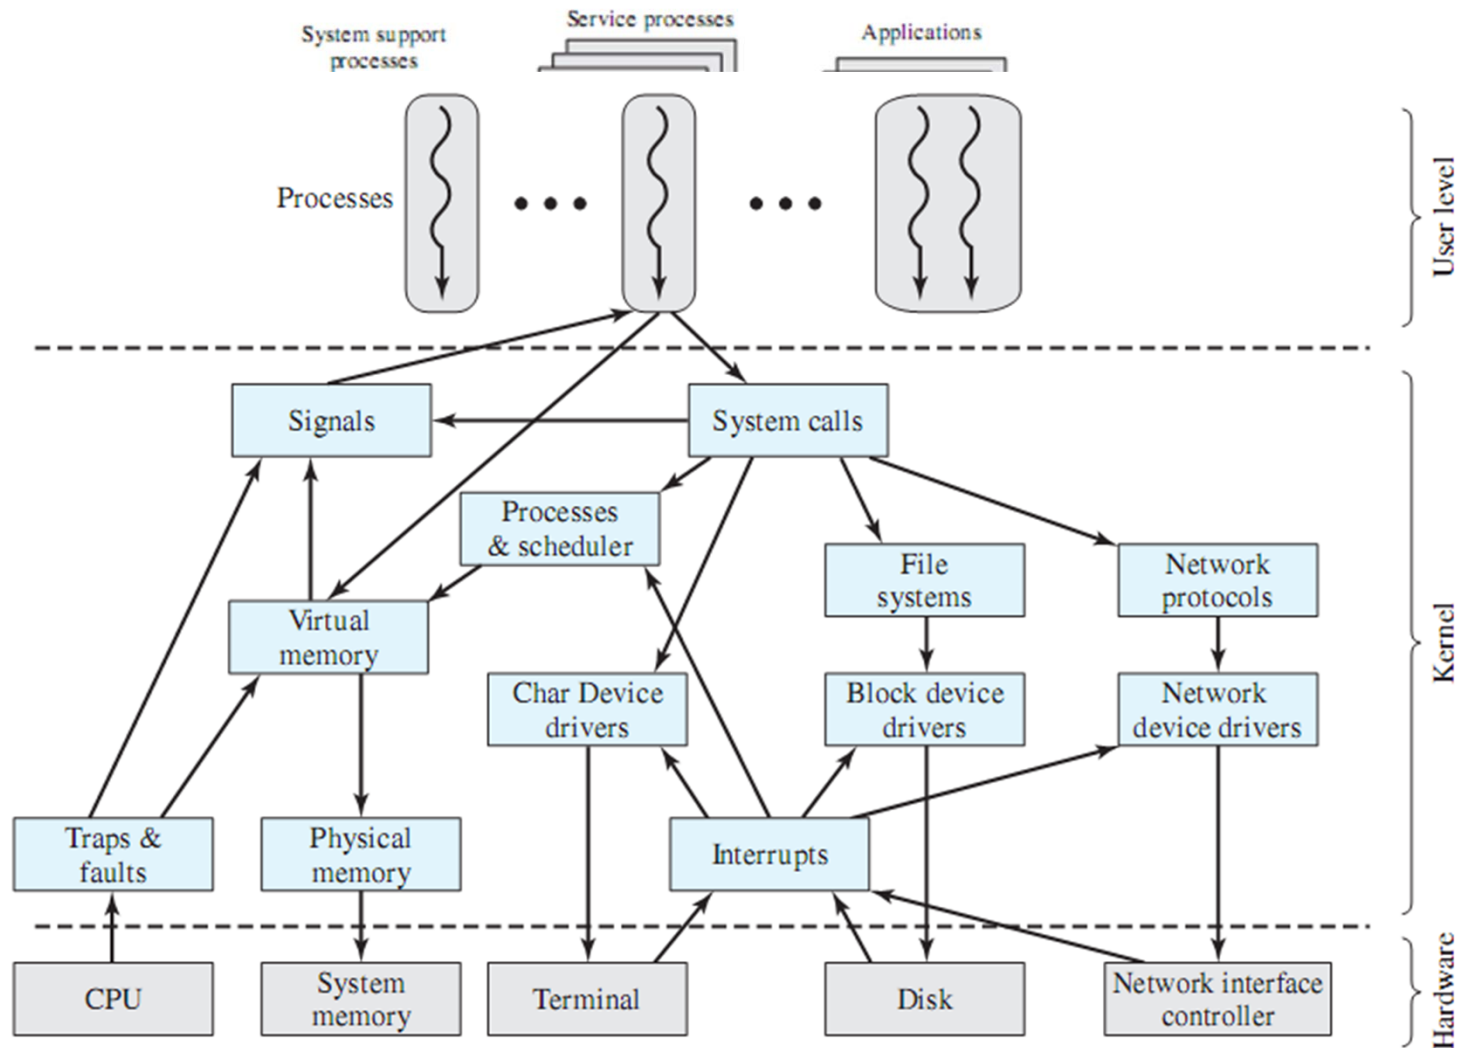 System support
processes
Service processes
Applications
Processes
User level
Signals
System calls
Processes
& scheduler
File
systems
Network
protocols
Virtual
memory
Kernel
Char Device
drivers
Block device
drivers
Network
device drivers
Traps &
faults
Physical
memory
Interrupts
CPU
System
memory
Terminal
Disk
Network interface
controller
Hardware